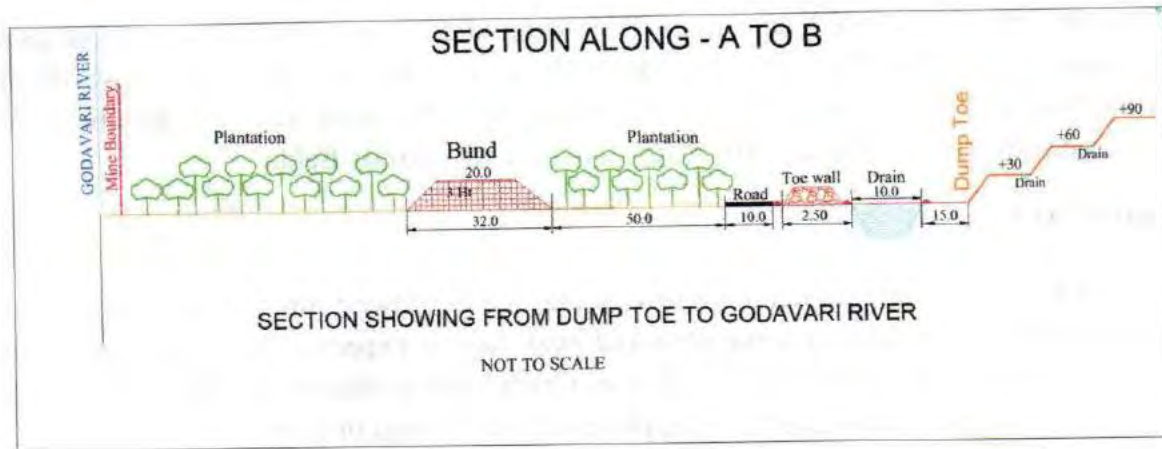 SECTION ALONG - A TO B
GODAVARI RIVER
Mine Boundary
Plantation
Bund
20.0
3 Ht
32.0
Plantation
50.0
Road
10.0
Toe wall
2.50
Drain
10.0
15.0
Dump Toe
+30
Drain
+60
Drain
+90
SECTION SHOWING FROM DUMP TOE TO GODAVARI RIVER
NOT TO SCALE